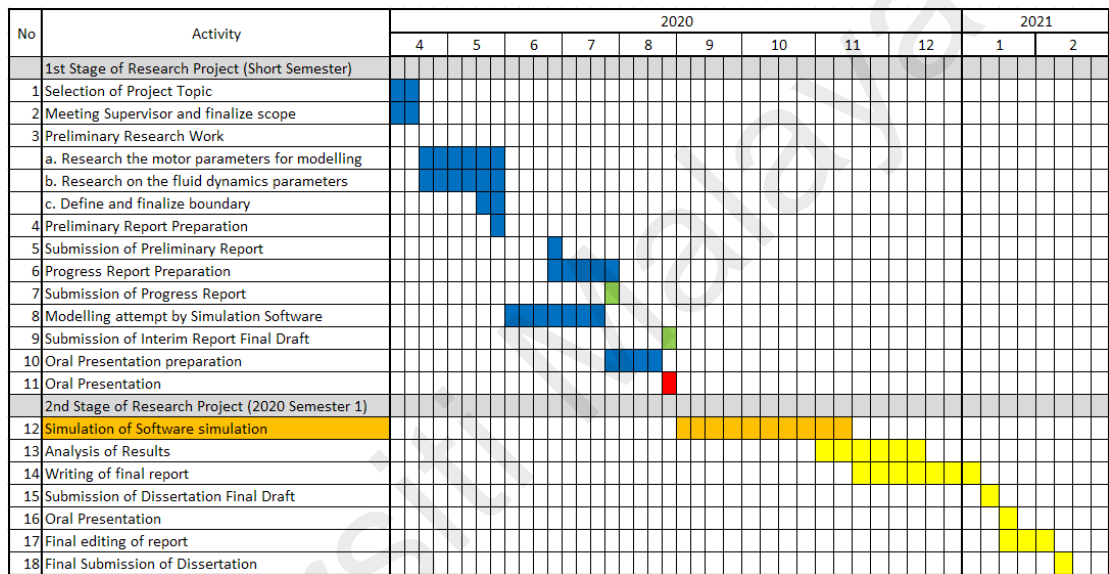 No Activity 2020 2021
4 5 6 7 8 9 10 11 12 1 2
1st Stage of Research Project (Short Semester)
1 Selection of Project Topic
2 Meeting Supervisor and finalize scope
3 Preliminary Research Work
a. Research the motor parameters for modelling
b. Research on the fluid dynamics parameters
c. Define and finalize boundary
4 Preliminary Report Preparation
5 Submission of Preliminary Report
6 Progress Report Preparation
7 Submission of Progress Report
8 Modelling attempt by Simulation Software
9 Submission of Interim Report Final Draft
10 Oral Presentation preparation
11 Oral Presentation
2nd Stage of Research Project (2020 Semester 1)
12 Simulation of Software simulation
13 Analysis of Results
14 Writing of final report
15 Submission of Dissertation Final Draft
16 Oral Presentation
17 Final editing of report
18 Final Submission of Dissertation
rsiti Malaya